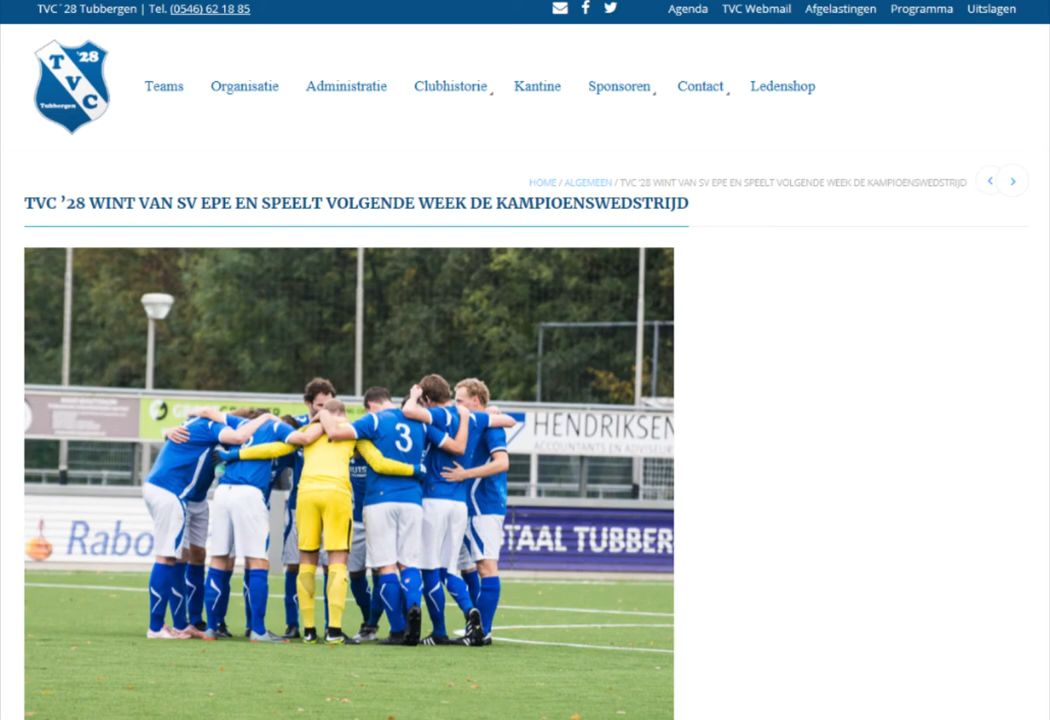 TVC´28 Tubbergen | Tel. (0546) 62 18 85
Agenda TVC Webmail Afgelastingen Programma Uitslagen
T '28
V
C
Tubbergen
Teams Organisatie Administratie Clubhistorie Kantine Sponsoren Contact Ledenshop
HOME / ALGEMEEN / TVC ’28 WINT VAN SV EPE EN SPEELT VOLGENDE WEEK DE KAMPIOENSWEDSTRIJD
TVC ’28 WINT VAN SV EPE EN SPEELT VOLGENDE WEEK DE KAMPIOENSWEDSTRIJD
HENDRIKSEN
ACCOUNTANTS EN ADVISEUR
3
Rabo
TAAL TUBBER